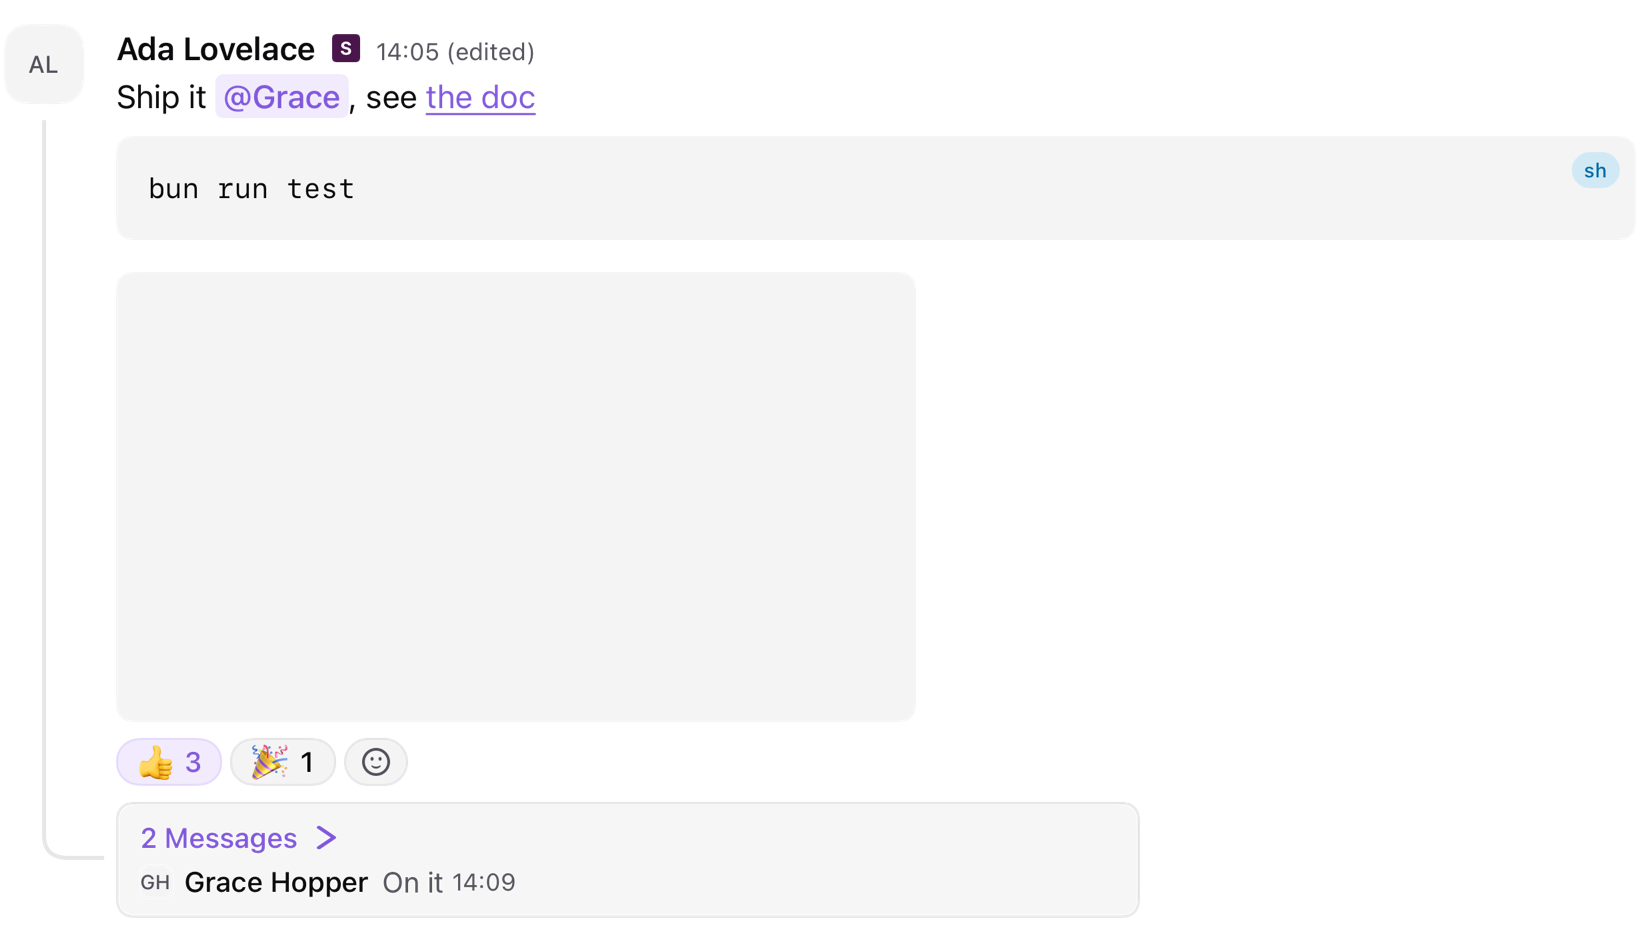 AL
Ada Lovelace S 14:05 (edited)
Ship it @Grace, see the doc
sh
bun run test
👍 3 🎉 1
2 Messages >
GH Grace Hopper On it 14:09